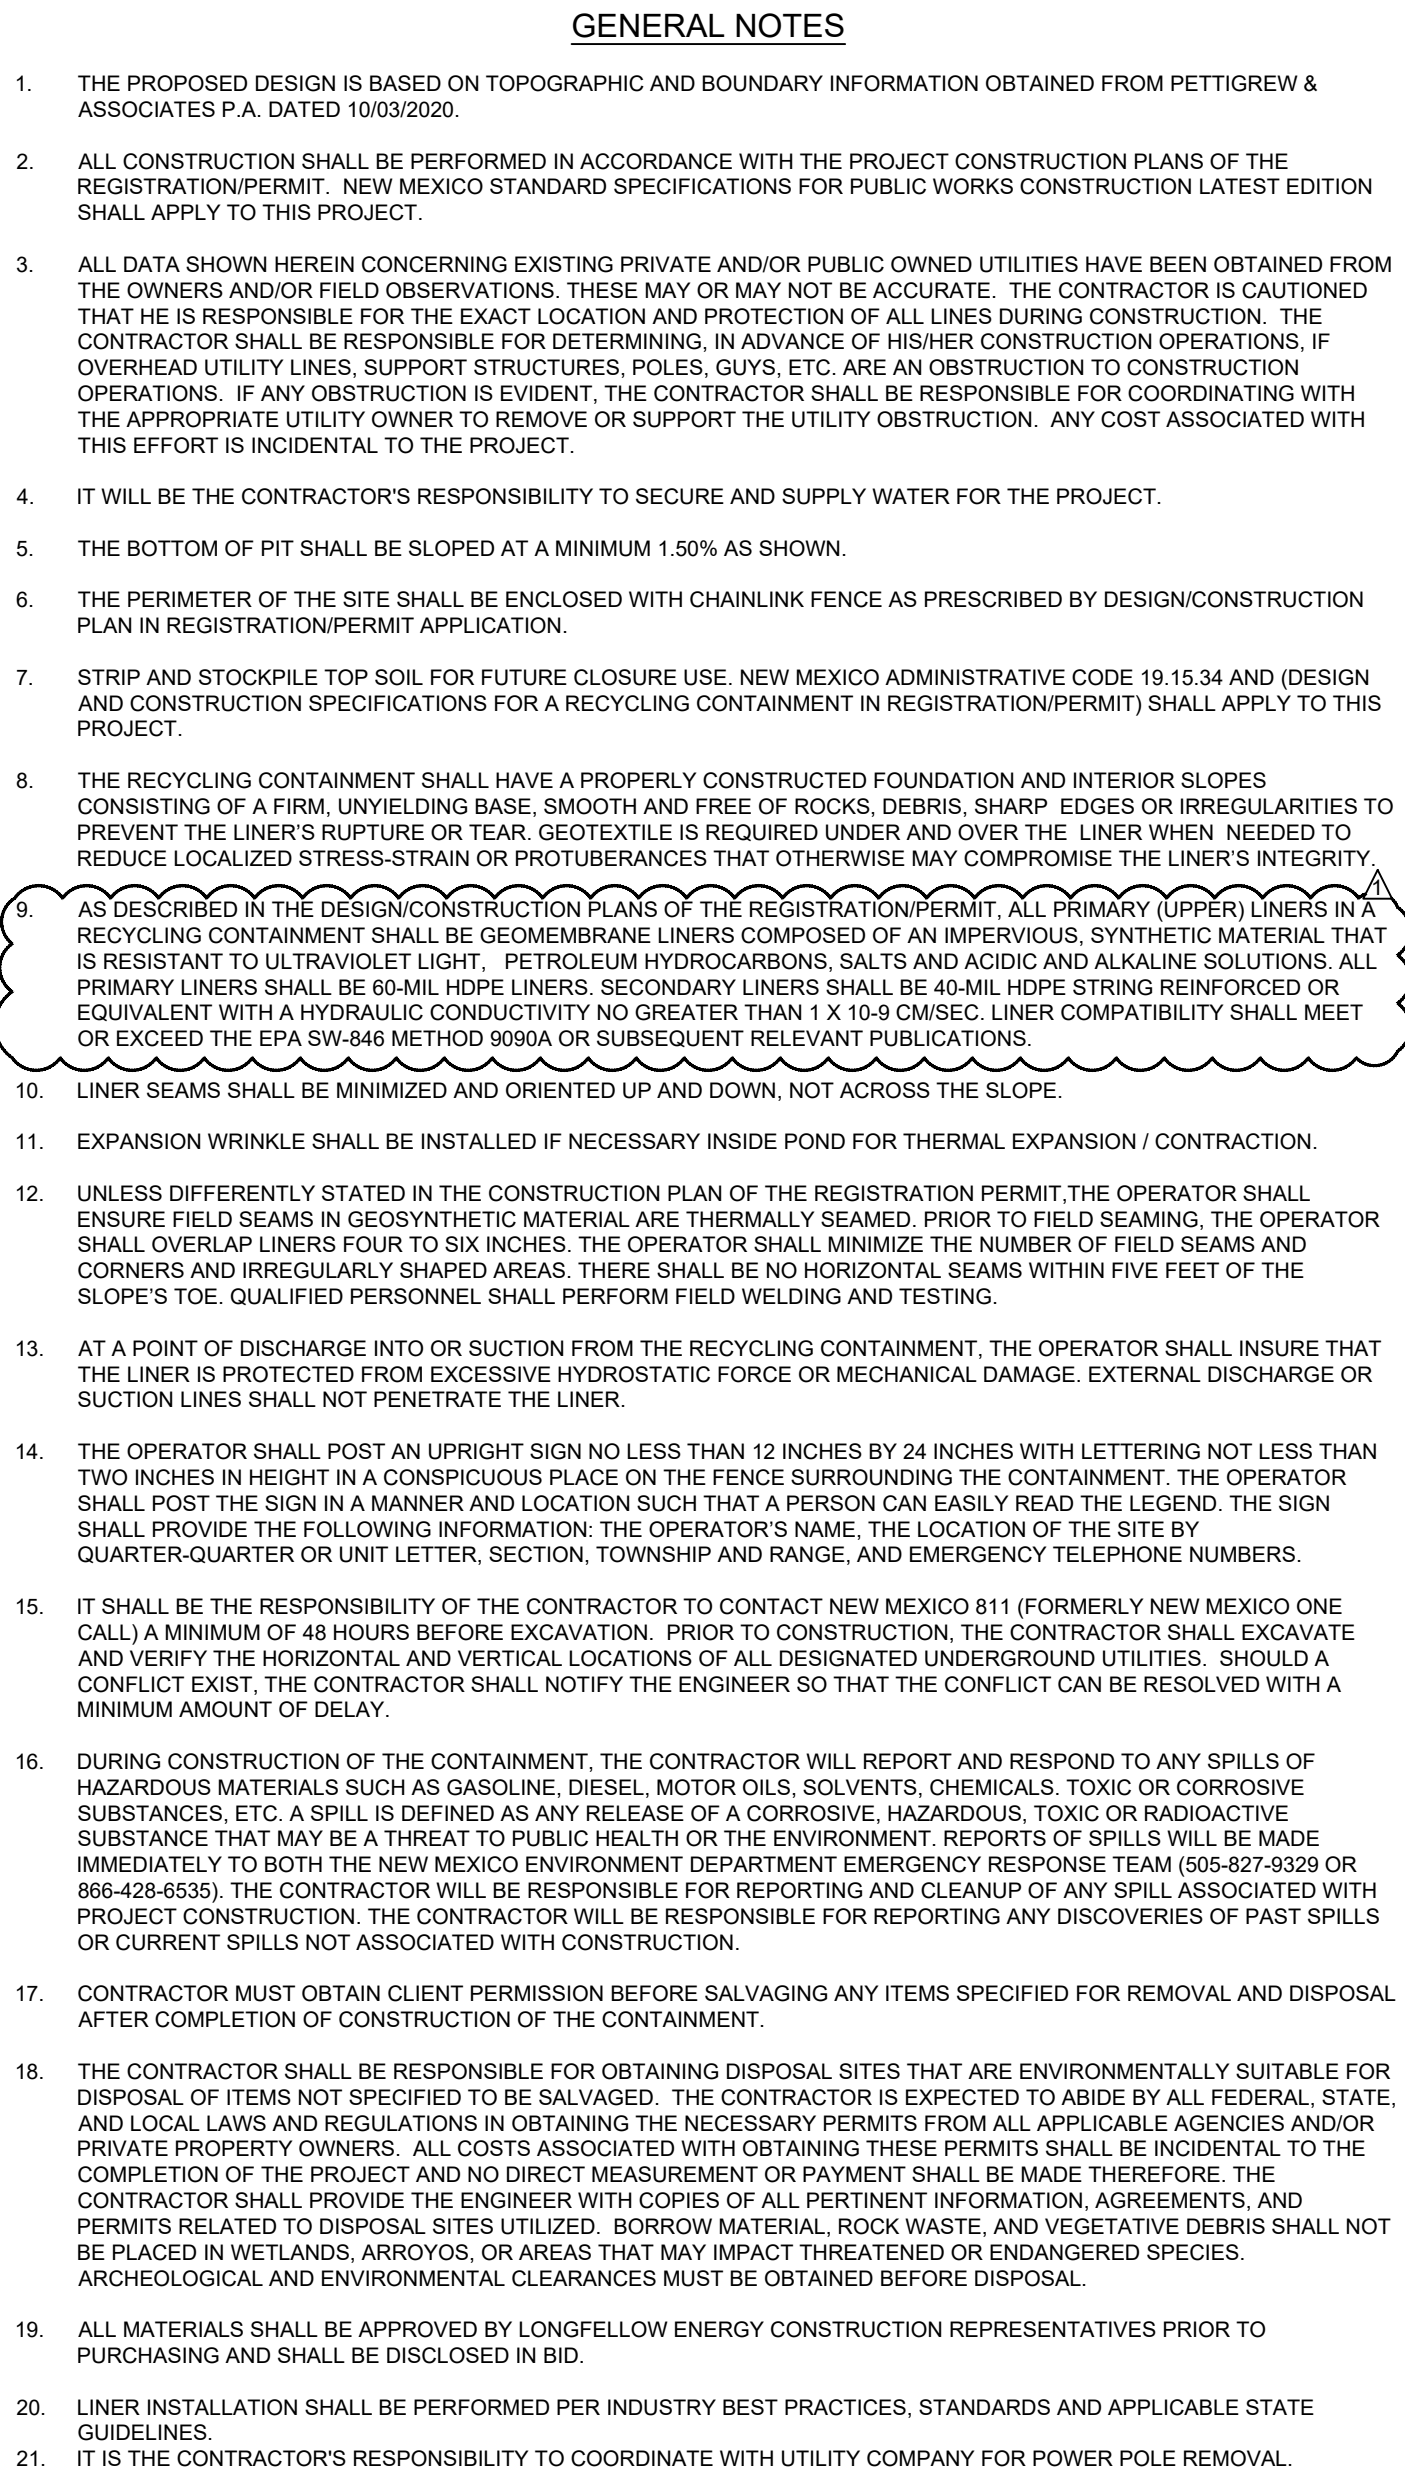 GENERAL NOTES
1. THE PROPOSED DESIGN IS BASED ON TOPOGRAPHIC AND BOUNDARY INFORMATION OBTAINED FROM PETTIGREW &
ASSOCIATES P.A. DATED 10/03/2020.
2. ALL CONSTRUCTION SHALL BE PERFORMED IN ACCORDANCE WITH THE PROJECT CONSTRUCTION PLANS OF THE
REGISTRATION/PERMIT. NEW MEXICO STANDARD SPECIFICATIONS FOR PUBLIC WORKS CONSTRUCTION LATEST EDITION
SHALL APPLY TO THIS PROJECT.
3. ALL DATA SHOWN HEREIN CONCERNING EXISTING PRIVATE AND/OR PUBLIC OWNED UTILITIES HAVE BEEN OBTAINED FROM
THE OWNERS AND/OR FIELD OBSERVATIONS. THESE MAY OR MAY NOT BE ACCURATE. THE CONTRACTOR IS CAUTIONED
THAT HE IS RESPONSIBLE FOR THE EXACT LOCATION AND PROTECTION OF ALL LINES DURING CONSTRUCTION. THE
CONTRACTOR SHALL BE RESPONSIBLE FOR DETERMINING, IN ADVANCE OF HIS/HER CONSTRUCTION OPERATIONS, IF
OVERHEAD UTILITY LINES, SUPPORT STRUCTURES, POLES, GUYS, ETC. ARE AN OBSTRUCTION TO CONSTRUCTION
OPERATIONS. IF ANY OBSTRUCTION IS EVIDENT, THE CONTRACTOR SHALL BE RESPONSIBLE FOR COORDINATING WITH
THE APPROPRIATE UTILITY OWNER TO REMOVE OR SUPPORT THE UTILITY OBSTRUCTION. ANY COST ASSOCIATED WITH
THIS EFFORT IS INCIDENTAL TO THE PROJECT.
4. IT WILL BE THE CONTRACTOR'S RESPONSIBILITY TO SECURE AND SUPPLY WATER FOR THE PROJECT.
5. THE BOTTOM OF PIT SHALL BE SLOPED AT A MINIMUM 1.50% AS SHOWN.
6. THE PERIMETER OF THE SITE SHALL BE ENCLOSED WITH CHAINLINK FENCE AS PRESCRIBED BY DESIGN/CONSTRUCTION
PLAN IN REGISTRATION/PERMIT APPLICATION.
7. STRIP AND STOCKPILE TOP SOIL FOR FUTURE CLOSURE USE. NEW MEXICO ADMINISTRATIVE CODE 19.15.34 AND (DESIGN
AND CONSTRUCTION SPECIFICATIONS FOR A RECYCLING CONTAINMENT IN REGISTRATION/PERMIT) SHALL APPLY TO THIS
PROJECT.
8. THE RECYCLING CONTAINMENT SHALL HAVE A PROPERLY CONSTRUCTED FOUNDATION AND INTERIOR SLOPES
CONSISTING OF A FIRM, UNYIELDING BASE, SMOOTH AND FREE OF ROCKS, DEBRIS, SHARP EDGES OR IRREGULARITIES TO
PREVENT THE LINER’S RUPTURE OR TEAR. GEOTEXTILE IS REQUIRED UNDER AND OVER THE LINER WHEN NEEDED TO
REDUCE LOCALIZED STRESS-STRAIN OR PROTUBERANCES THAT OTHERWISE MAY COMPROMISE THE LINER’S INTEGRITY.
1
9. AS DESCRIBED IN THE DESIGN/CONSTRUCTION PLANS OF THE REGISTRATION/PERMIT, ALL PRIMARY (UPPER) LINERS IN A
RECYCLING CONTAINMENT SHALL BE GEOMEMBRANE LINERS COMPOSED OF AN IMPERVIOUS, SYNTHETIC MATERIAL THAT
IS RESISTANT TO ULTRAVIOLET LIGHT, PETROLEUM HYDROCARBONS, SALTS AND ACIDIC AND ALKALINE SOLUTIONS. ALL
PRIMARY LINERS SHALL BE 60-MIL HDPE LINERS. SECONDARY LINERS SHALL BE 40-MIL HDPE STRING REINFORCED OR
EQUIVALENT WITH A HYDRAULIC CONDUCTIVITY NO GREATER THAN 1 X 10-9 CM/SEC. LINER COMPATIBILITY SHALL MEET
OR EXCEED THE EPA SW-846 METHOD 9090A OR SUBSEQUENT RELEVANT PUBLICATIONS.
10. LINER SEAMS SHALL BE MINIMIZED AND ORIENTED UP AND DOWN, NOT ACROSS THE SLOPE.
11. EXPANSION WRINKLE SHALL BE INSTALLED IF NECESSARY INSIDE POND FOR THERMAL EXPANSION / CONTRACTION.
12. UNLESS DIFFERENTLY STATED IN THE CONSTRUCTION PLAN OF THE REGISTRATION PERMIT,THE OPERATOR SHALL
ENSURE FIELD SEAMS IN GEOSYNTHETIC MATERIAL ARE THERMALLY SEAMED. PRIOR TO FIELD SEAMING, THE OPERATOR
SHALL OVERLAP LINERS FOUR TO SIX INCHES. THE OPERATOR SHALL MINIMIZE THE NUMBER OF FIELD SEAMS AND
CORNERS AND IRREGULARLY SHAPED AREAS. THERE SHALL BE NO HORIZONTAL SEAMS WITHIN FIVE FEET OF THE
SLOPE’S TOE. QUALIFIED PERSONNEL SHALL PERFORM FIELD WELDING AND TESTING.
13. AT A POINT OF DISCHARGE INTO OR SUCTION FROM THE RECYCLING CONTAINMENT, THE OPERATOR SHALL INSURE THAT
THE LINER IS PROTECTED FROM EXCESSIVE HYDROSTATIC FORCE OR MECHANICAL DAMAGE. EXTERNAL DISCHARGE OR
SUCTION LINES SHALL NOT PENETRATE THE LINER.
14. THE OPERATOR SHALL POST AN UPRIGHT SIGN NO LESS THAN 12 INCHES BY 24 INCHES WITH LETTERING NOT LESS THAN
TWO INCHES IN HEIGHT IN A CONSPICUOUS PLACE ON THE FENCE SURROUNDING THE CONTAINMENT. THE OPERATOR
SHALL POST THE SIGN IN A MANNER AND LOCATION SUCH THAT A PERSON CAN EASILY READ THE LEGEND. THE SIGN
SHALL PROVIDE THE FOLLOWING INFORMATION: THE OPERATOR’S NAME, THE LOCATION OF THE SITE BY
QUARTER-QUARTER OR UNIT LETTER, SECTION, TOWNSHIP AND RANGE, AND EMERGENCY TELEPHONE NUMBERS.
15. IT SHALL BE THE RESPONSIBILITY OF THE CONTRACTOR TO CONTACT NEW MEXICO 811 (FORMERLY NEW MEXICO ONE
CALL) A MINIMUM OF 48 HOURS BEFORE EXCAVATION. PRIOR TO CONSTRUCTION, THE CONTRACTOR SHALL EXCAVATE
AND VERIFY THE HORIZONTAL AND VERTICAL LOCATIONS OF ALL DESIGNATED UNDERGROUND UTILITIES. SHOULD A
CONFLICT EXIST, THE CONTRACTOR SHALL NOTIFY THE ENGINEER SO THAT THE CONFLICT CAN BE RESOLVED WITH A
MINIMUM AMOUNT OF DELAY.
16. DURING CONSTRUCTION OF THE CONTAINMENT, THE CONTRACTOR WILL REPORT AND RESPOND TO ANY SPILLS OF
HAZARDOUS MATERIALS SUCH AS GASOLINE, DIESEL, MOTOR OILS, SOLVENTS, CHEMICALS. TOXIC OR CORROSIVE
SUBSTANCES, ETC. A SPILL IS DEFINED AS ANY RELEASE OF A CORROSIVE, HAZARDOUS, TOXIC OR RADIOACTIVE
SUBSTANCE THAT MAY BE A THREAT TO PUBLIC HEALTH OR THE ENVIRONMENT. REPORTS OF SPILLS WILL BE MADE
IMMEDIATELY TO BOTH THE NEW MEXICO ENVIRONMENT DEPARTMENT EMERGENCY RESPONSE TEAM (505-827-9329 OR
866-428-6535). THE CONTRACTOR WILL BE RESPONSIBLE FOR REPORTING AND CLEANUP OF ANY SPILL ASSOCIATED WITH
PROJECT CONSTRUCTION. THE CONTRACTOR WILL BE RESPONSIBLE FOR REPORTING ANY DISCOVERIES OF PAST SPILLS
OR CURRENT SPILLS NOT ASSOCIATED WITH CONSTRUCTION.
17. CONTRACTOR MUST OBTAIN CLIENT PERMISSION BEFORE SALVAGING ANY ITEMS SPECIFIED FOR REMOVAL AND DISPOSAL
AFTER COMPLETION OF CONSTRUCTION OF THE CONTAINMENT.
18. THE CONTRACTOR SHALL BE RESPONSIBLE FOR OBTAINING DISPOSAL SITES THAT ARE ENVIRONMENTALLY SUITABLE FOR
DISPOSAL OF ITEMS NOT SPECIFIED TO BE SALVAGED. THE CONTRACTOR IS EXPECTED TO ABIDE BY ALL FEDERAL, STATE,
AND LOCAL LAWS AND REGULATIONS IN OBTAINING THE NECESSARY PERMITS FROM ALL APPLICABLE AGENCIES AND/OR
PRIVATE PROPERTY OWNERS. ALL COSTS ASSOCIATED WITH OBTAINING THESE PERMITS SHALL BE INCIDENTAL TO THE
COMPLETION OF THE PROJECT AND NO DIRECT MEASUREMENT OR PAYMENT SHALL BE MADE THEREFORE. THE
CONTRACTOR SHALL PROVIDE THE ENGINEER WITH COPIES OF ALL PERTINENT INFORMATION, AGREEMENTS, AND
PERMITS RELATED TO DISPOSAL SITES UTILIZED. BORROW MATERIAL, ROCK WASTE, AND VEGETATIVE DEBRIS SHALL NOT
BE PLACED IN WETLANDS, ARROYOS, OR AREAS THAT MAY IMPACT THREATENED OR ENDANGERED SPECIES.
ARCHEOLOGICAL AND ENVIRONMENTAL CLEARANCES MUST BE OBTAINED BEFORE DISPOSAL.
19. ALL MATERIALS SHALL BE APPROVED BY LONGFELLOW ENERGY CONSTRUCTION REPRESENTATIVES PRIOR TO
PURCHASING AND SHALL BE DISCLOSED IN BID.
20. LINER INSTALLATION SHALL BE PERFORMED PER INDUSTRY BEST PRACTICES, STANDARDS AND APPLICABLE STATE
GUIDELINES.
21. IT IS THE CONTRACTOR'S RESPONSIBILITY TO COORDINATE WITH UTILITY COMPANY FOR POWER POLE REMOVAL.